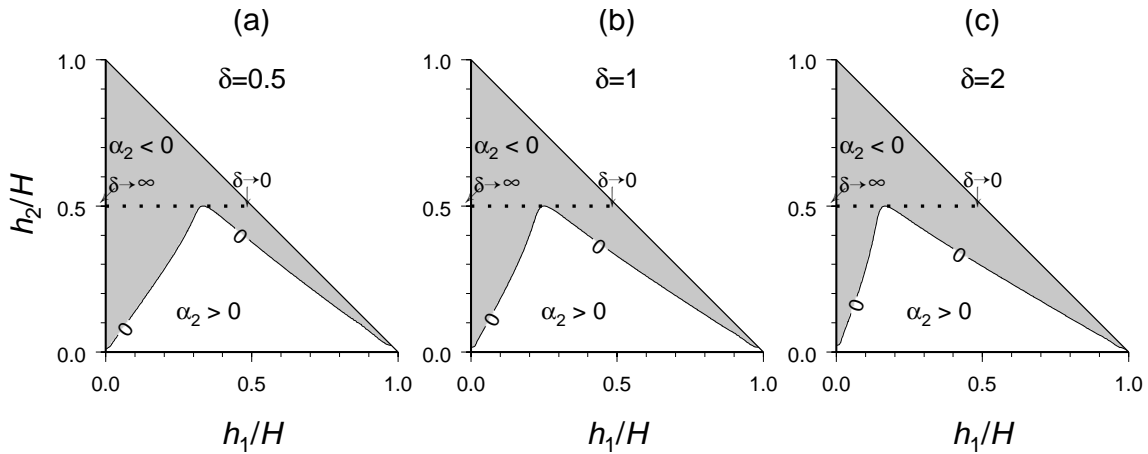 (a) (b) (c)
δ=0.5 δ=1 δ=2
1.0 1.0 1.0
α₂ < 0 α₂ < 0 α₂ < 0
δ→∞ δ→0 δ→∞ δ→0 δ→∞ δ→0
h₂/H
0.5 0.5 0.5
0 0 0
α₂ > 0 α₂ > 0 α₂ > 0
0 0 0
0.0 0.0 0.0
0.0 0.5 1.0 0.0 0.5 1.0 0.0 0.5 1.0
h₁/H h₁/H h₁/H